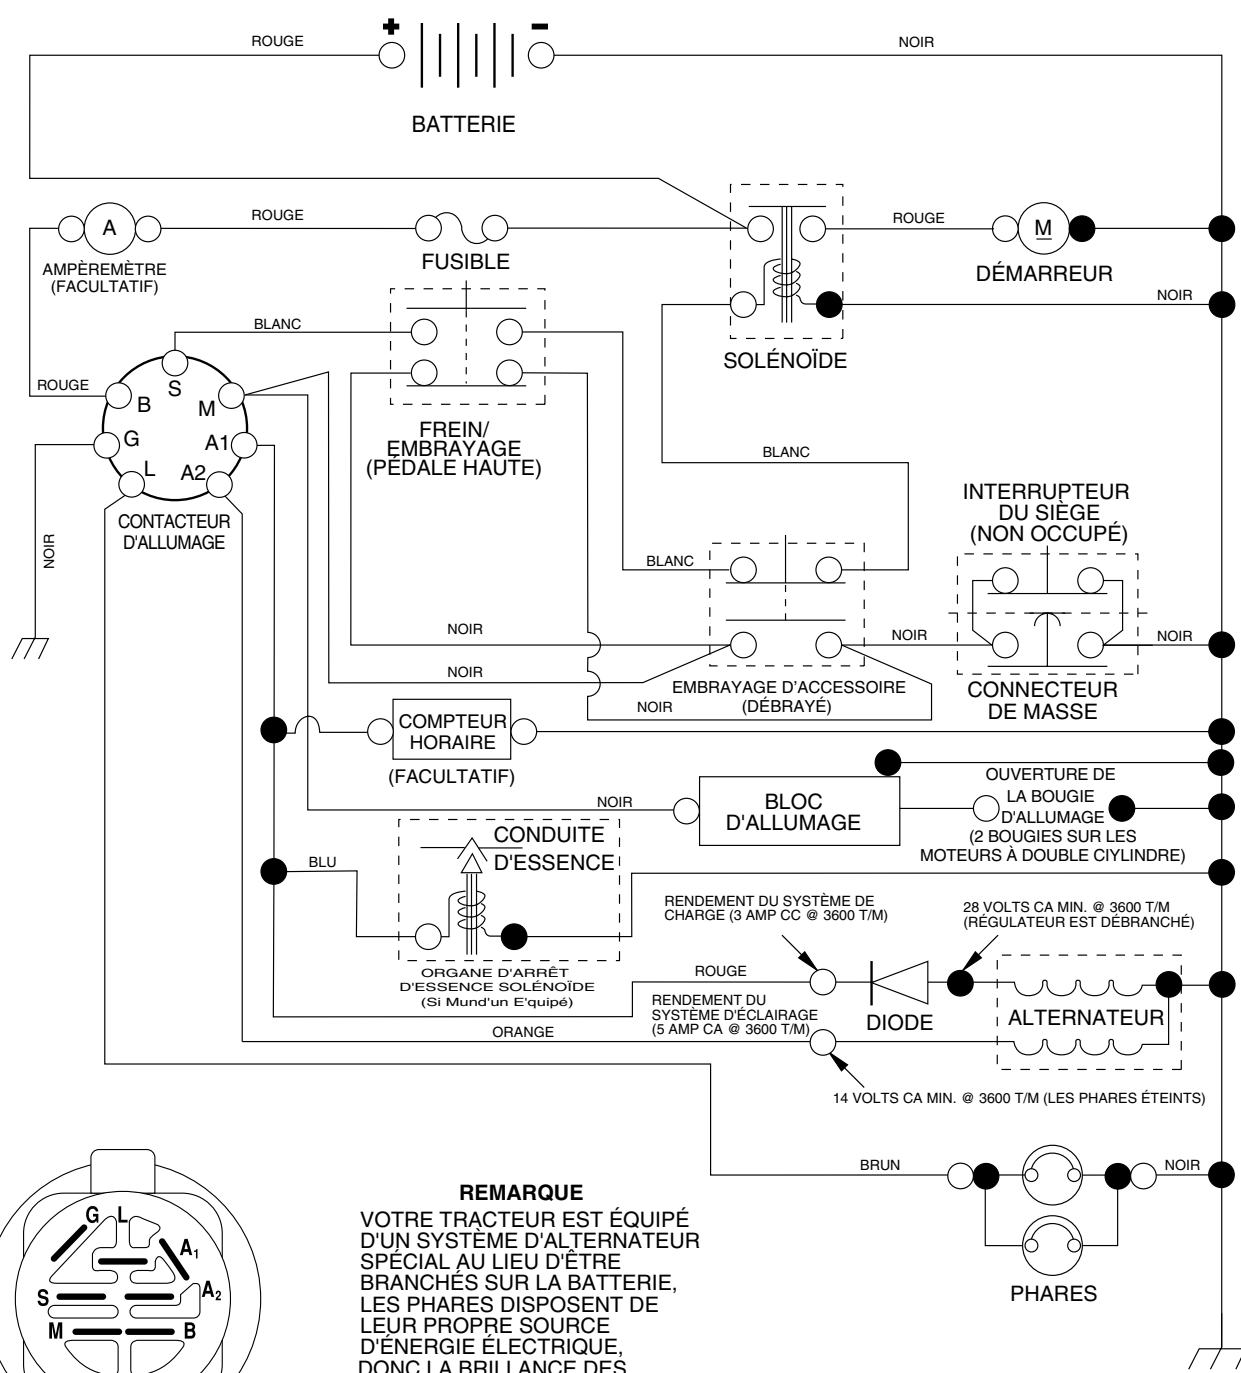 + -
ROUGE
NOIR
BATTERIE
A
ROUGE
ROUGE
M
AMPÈREMÈTRE
(FACULTATIF)
FUSIBLE
DÉMARREUR
NOIR
BLANC
SOLÉNOÏDE
ROUGE
B
S
M
G
A1
L
A2
FREIN/
EMBRAYAGE
(PÉDALE HAUTE)
BLANC
CONTACTEUR
D'ALLUMAGE
NOIR
INTERRUPTEUR
DU SIÈGE
(NON OCCUPÉ)
BLANC
NOIR
NOIR
NOIR
NOIR
EMBRAYAGE D'ACCESSOIRE
(DÉBRAYÉ)
NOIR
CONNECTEUR
DE MASSE
COMPTEUR
HORAIRE
(FACULTATIF)
NOIR
BLOC
D'ALLUMAGE
OUVERTURE DE
LA BOUGIE
D'ALLUMAGE
(2 BOUGIES SUR LES
MOTEURS À DOUBLE CIYLINDRE)
CONDUITE
D'ESSENCE
BLU
ORGANE D'ARRÊT
D'ESSENCE SOLÉNOÏDE
(Si Mund'un E'quipé)
RENDEMENT DU SYSTÈME DE
CHARGE (3 AMP CC @ 3600 T/M)
28 VOLTS CA MIN. @ 3600 T/M
(RÉGULATEUR EST DÉBRANCHÉ)
ROUGE
RENDEMENT DU
SYSTÈME D'ÉCLAIRAGE
(5 AMP CA @ 3600 T/M)
DIODE
ALTERNATEUR
ORANGE
14 VOLTS CA MIN. @ 3600 T/M (LES PHARES ÉTEINTS)
BRUN
NOIR
PHARES
G
L
A1
A2
S
M
B
REMARQUE
VOTRE TRACTEUR EST ÉQUIPÉ
D'UN SYSTÈME D'ALTERNATEUR
SPÉCIAL AU LIEU D'ÊTRE
BRANCHÉS SUR LA BATTERIE,
LES PHARES DISPOSENT DE
LEUR PROPRE SOURCE
D'ÉNERGIE ÉLECTRIQUE,
DONC LA BRILLANCE DES